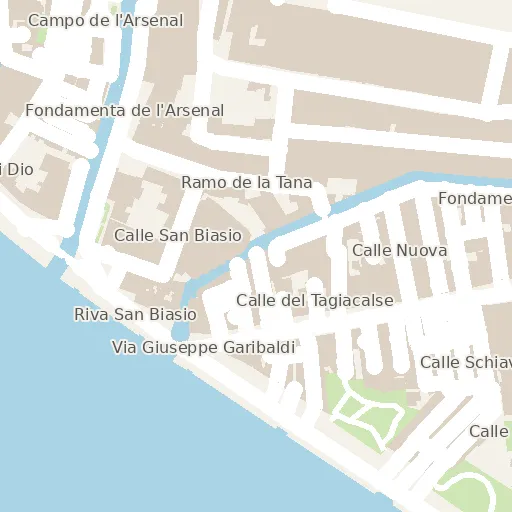 Campo de l'Arsenal
Fondamenta de l'Arsenal
i Dio
Ramo de la Tana
Fondame
Calle San Biasio
Calle Nuova
Calle del Tagiacalse
Riva San Biasio
Via Giuseppe Garibaldi
Calle Schiav
Calle